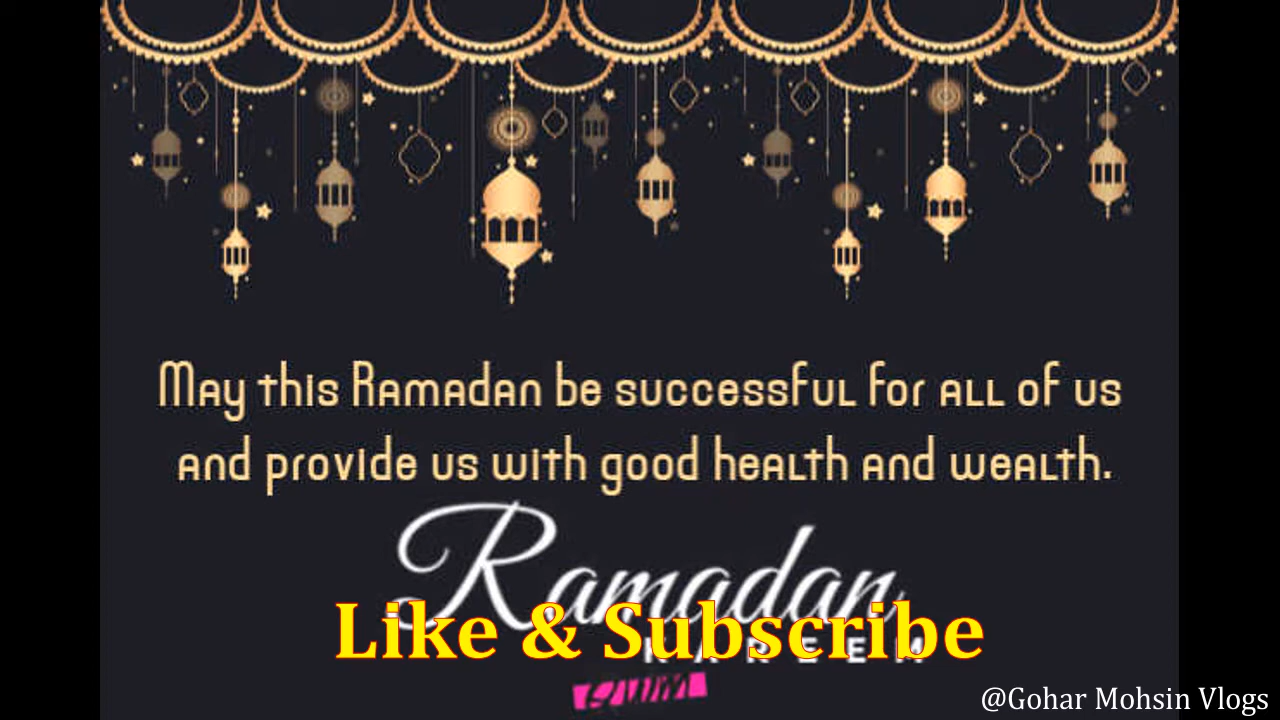 May this Ramadan be successful for all of us
and provide us with good health and wealth.
Ramadan
KAREEM
Like & Subscribe
@Gohar Mohsin Vlogs